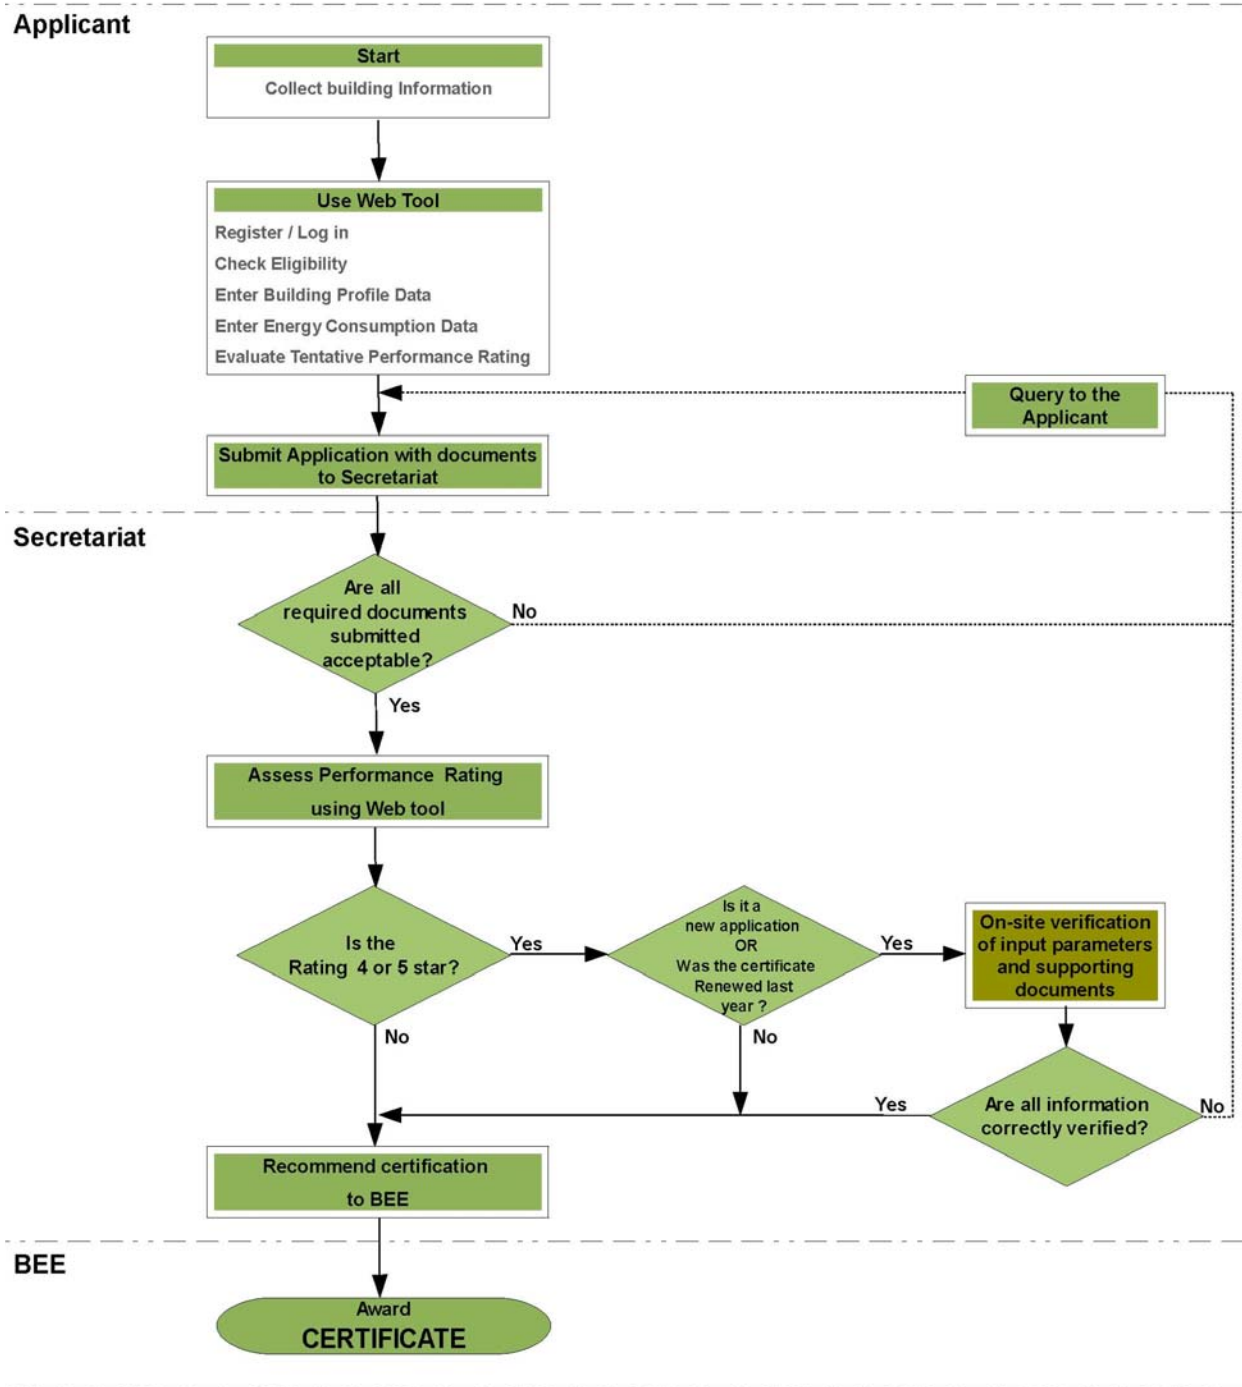 Applicant
Start
Collect building Information
Use Web Tool
Register / Log in
Check Eligibility
Enter Building Profile Data
Enter Energy Consumption Data
Evaluate Tentative Performance Rating
Query to the
Applicant
Submit Application with documents
to Secretariat
Secretariat
Are all
required documents
submitted
acceptable?
No
Yes
Assess Performance Rating
using Web tool
Is the
Rating 4 or 5 star?
Yes
No
Is it a
new application
OR
Was the certificate
Renewed last
year ?
Yes
No
On-site verification
of input parameters
and supporting
documents
Are all information
correctly verified?
Yes
No
Recommend certification
to BEE
BEE
Award
CERTIFICATE